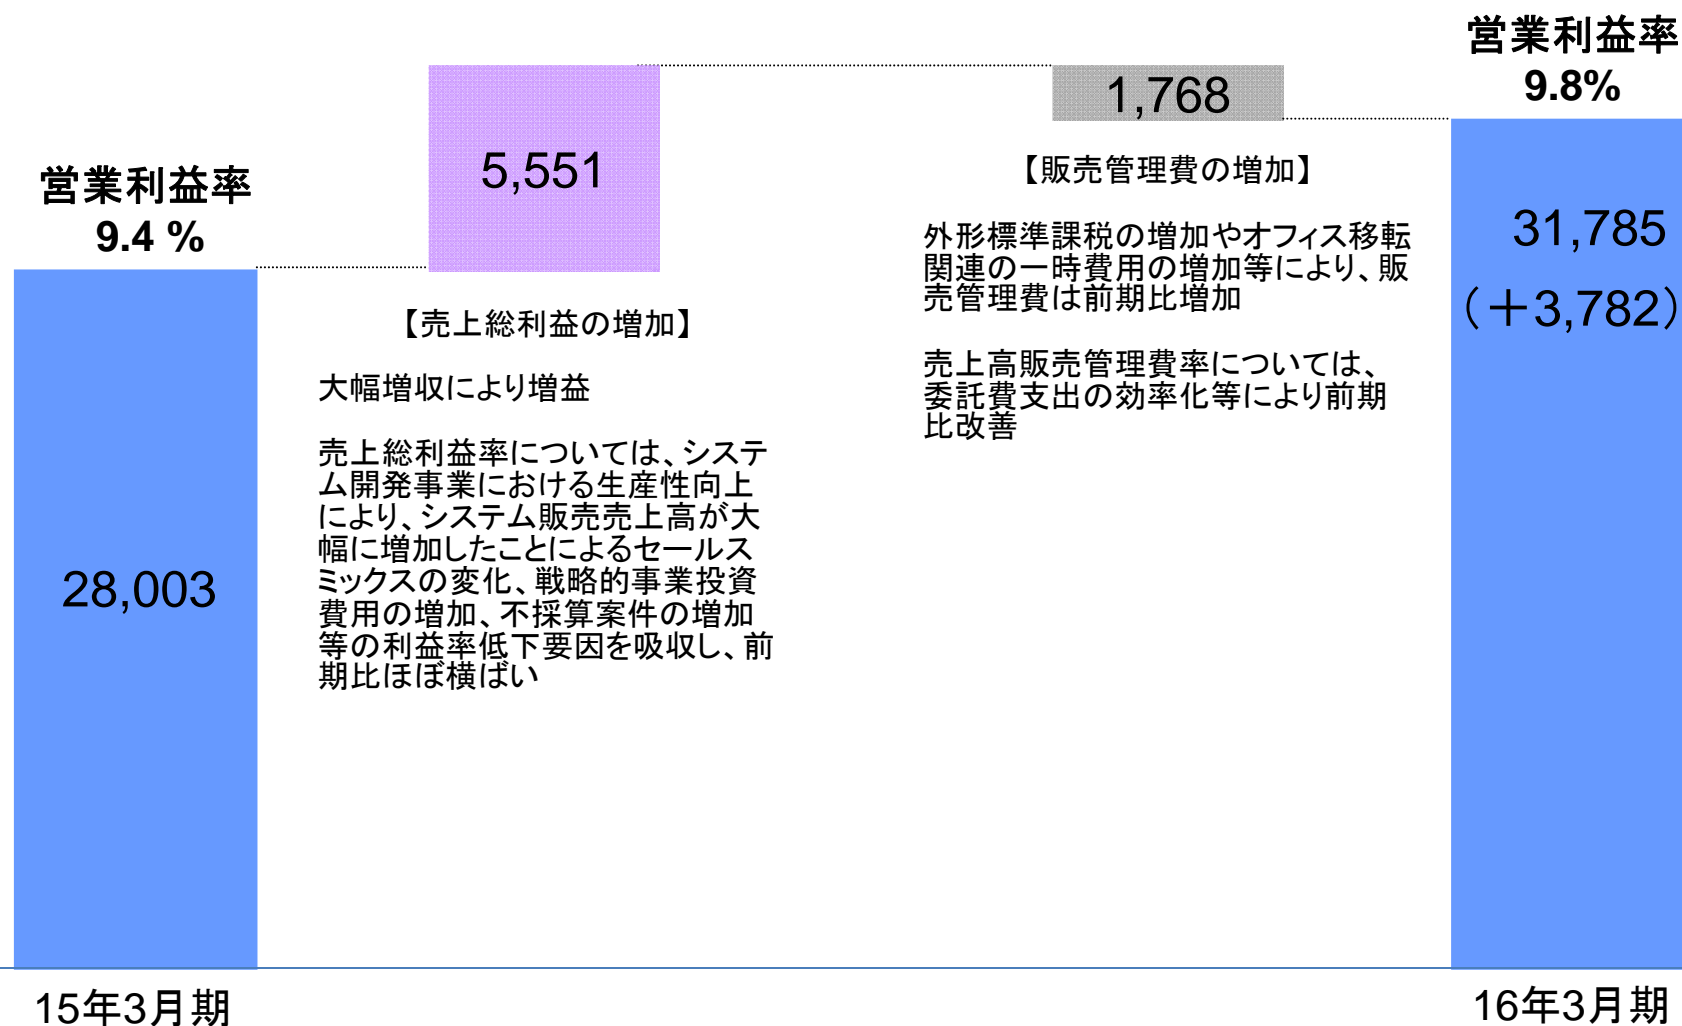 営業利益率
9.4 %
28,003
15年3月期
5,551
【売上総利益の増加】
大幅増収により増益
売上総利益率については、システ
ム開発事業における生産性向上
により、システム販売売上高が大
幅に増加したことによるセールス
ミックスの変化、戦略的事業投資
費用の増加、不採算案件の増加
等の利益率低下要因を吸収し、前
期比ほぼ横ばい
1,768
【販売管理費の増加】
外形標準課税の増加やオフィス移転
関連の一時費用の増加等により、販
売管理費は前期比増加
売上高販売管理費率については、
委託費支出の効率化等により前期
比改善
営業利益率
9.8%
31,785
（＋3,782）
16年3月期